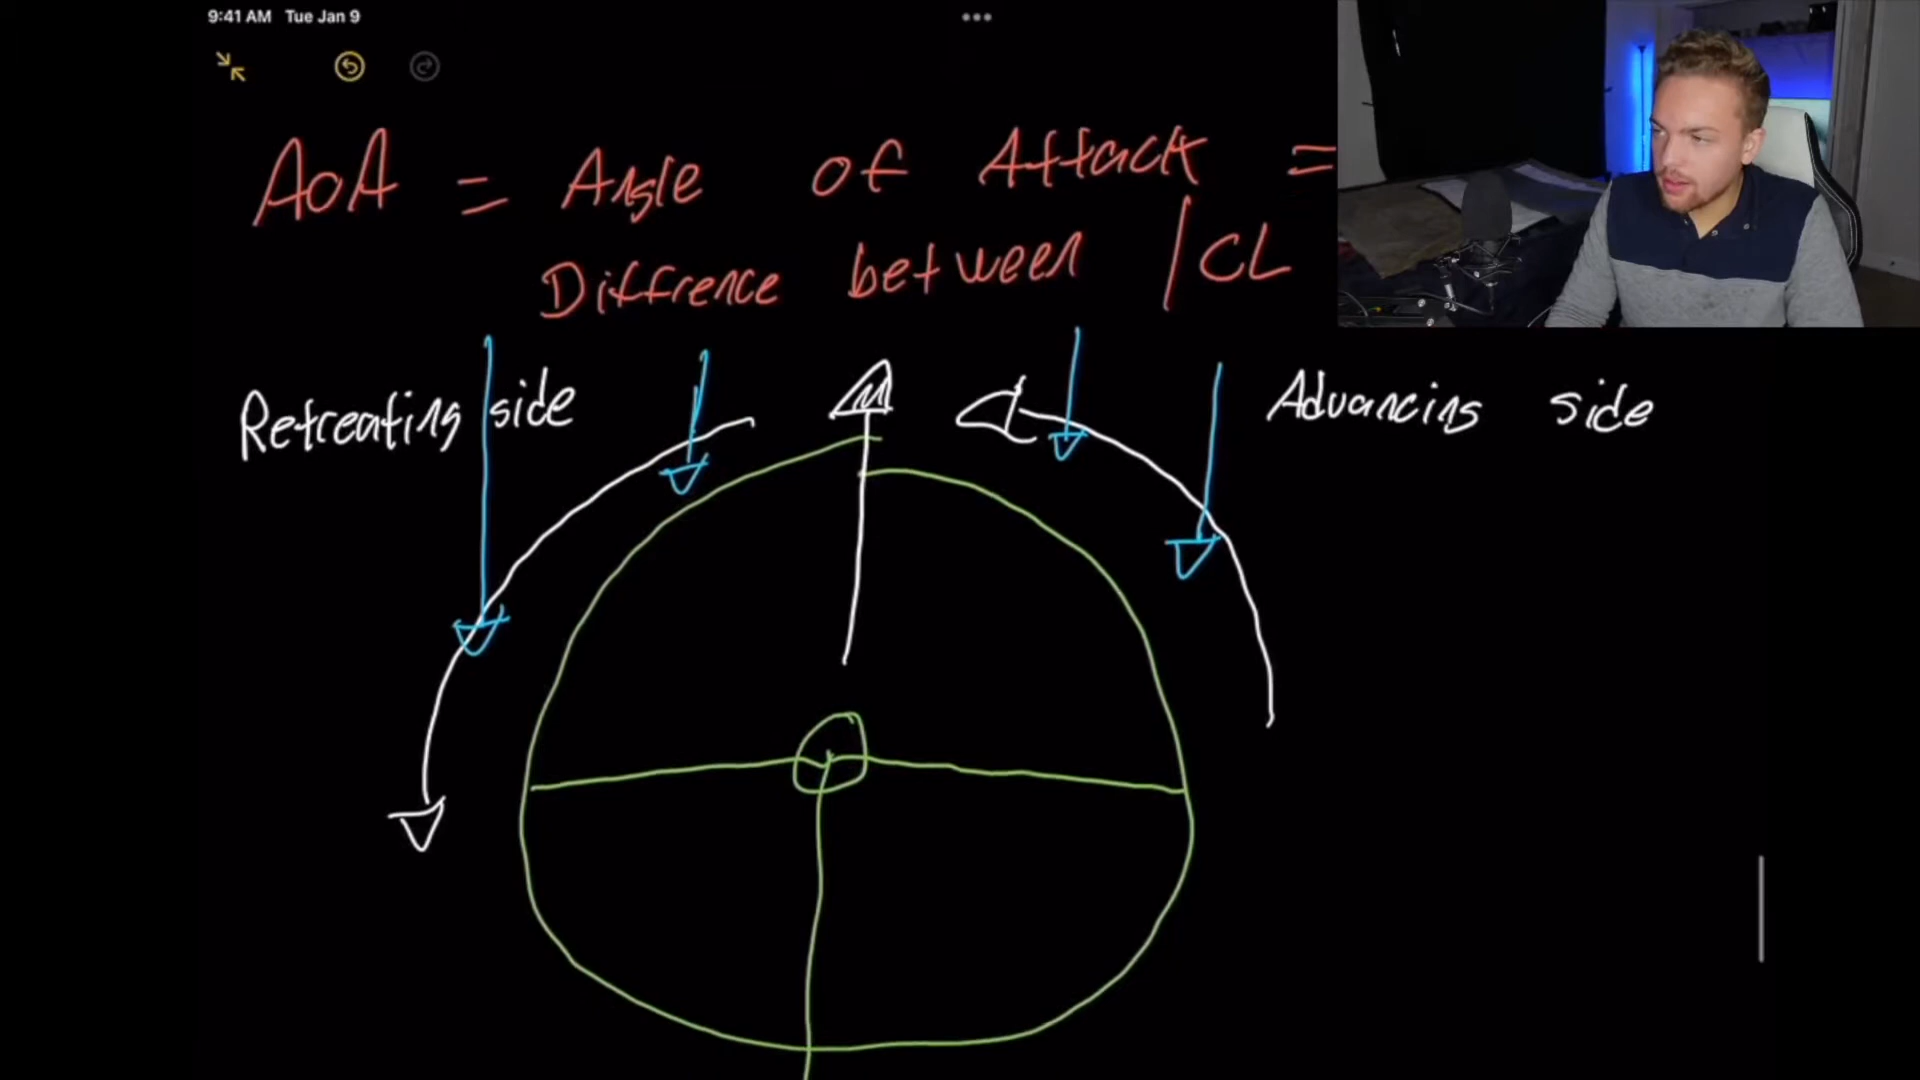 9:41 AM Tue Jan 9
AOA = Angle of Attack =
Diffrence between / CL
Retreating side
Advancing side